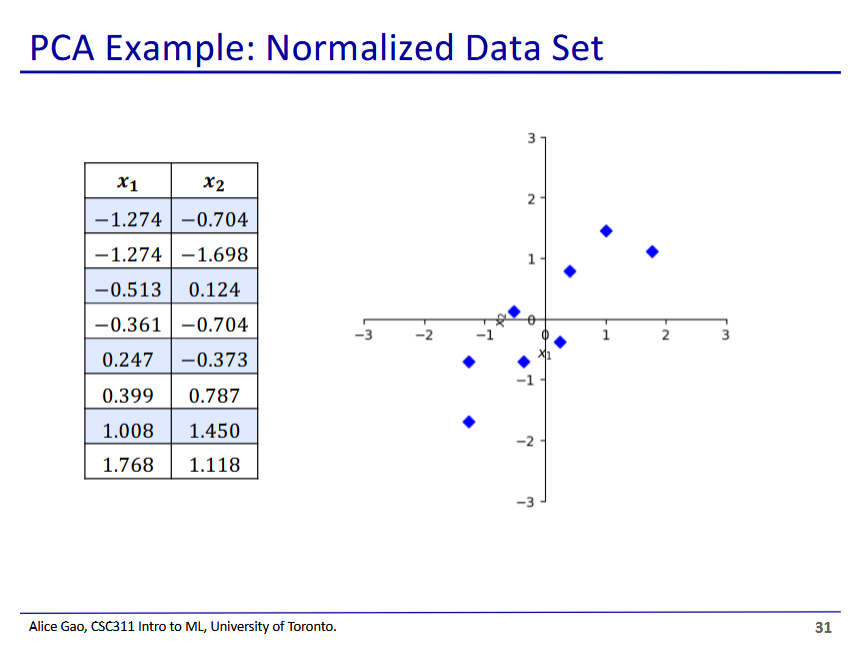 PCA Example: Normalized Data Set
x₁ x₂
−1.274 −0.704
−1.274 −1.698
−0.513 0.124
−0.361 −0.704
0.247 −0.373
0.399 0.787
1.008 1.450
1.768 1.118
3
2
1
0
−1
−2
−3
x₂
−3 −2 −1 0 1 2 3
x₁
Alice Gao, CSC311 Intro to ML, University of Toronto.
31